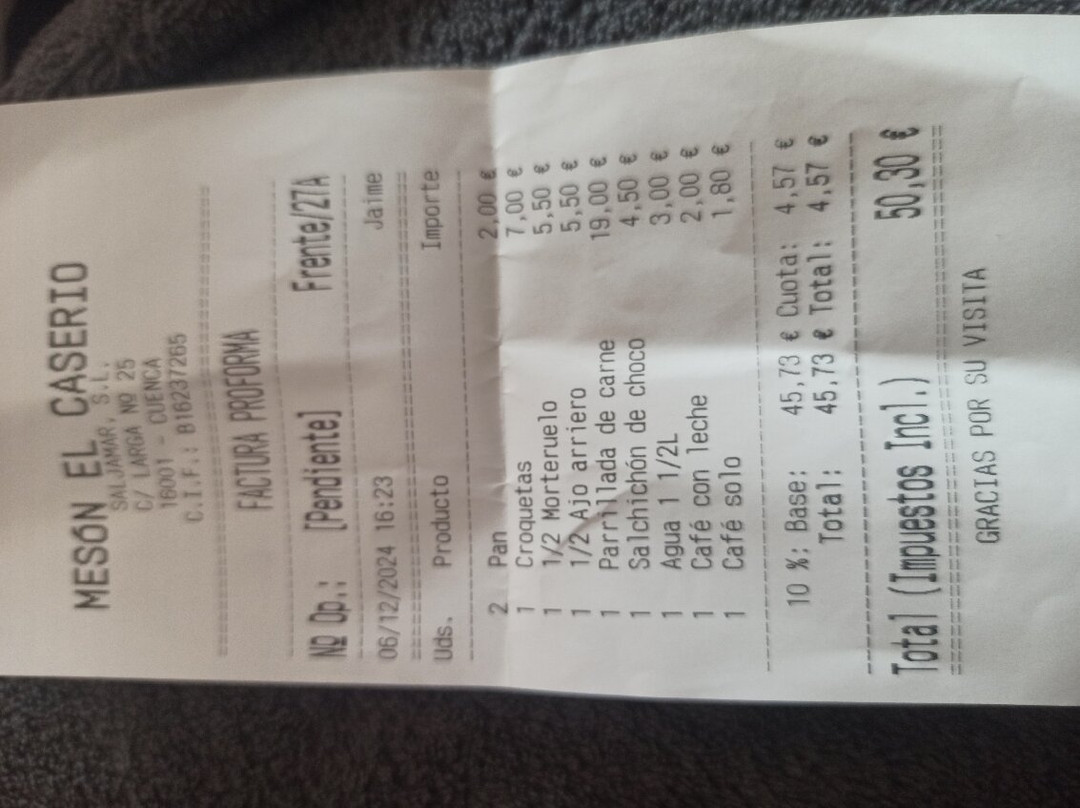 MESÓN EL CASERIO
SALJAMAR, S.L.
C/ LARGA Nº 25
16001 - CUENCA
C.I.F.: B16237265
FACTURA PROFORMA
Nº Op.: [Pendiente] Frente/27A
06/12/2024 16:23 Jaime
Uds. Producto Importe
2 Pan 2,00 €
1 Croquetas 7,00 €
1 1/2 Morteruelo 5,50 €
1 1/2 Ajo arriero 5,50 €
1 Parrillada de carne 19,00 €
1 Salchichón de choco 4,50 €
1 Agua 1 1/2L 3,00 €
1 Café con leche 2,00 €
1 Café solo 1,80 €
10 %: Base: 45,73 € Cuota: 4,57 €
Total: 45,73 € Total: 4,57 €
Total (Impuestos Incl.) 50,30 €
GRACIAS POR SU VISITA